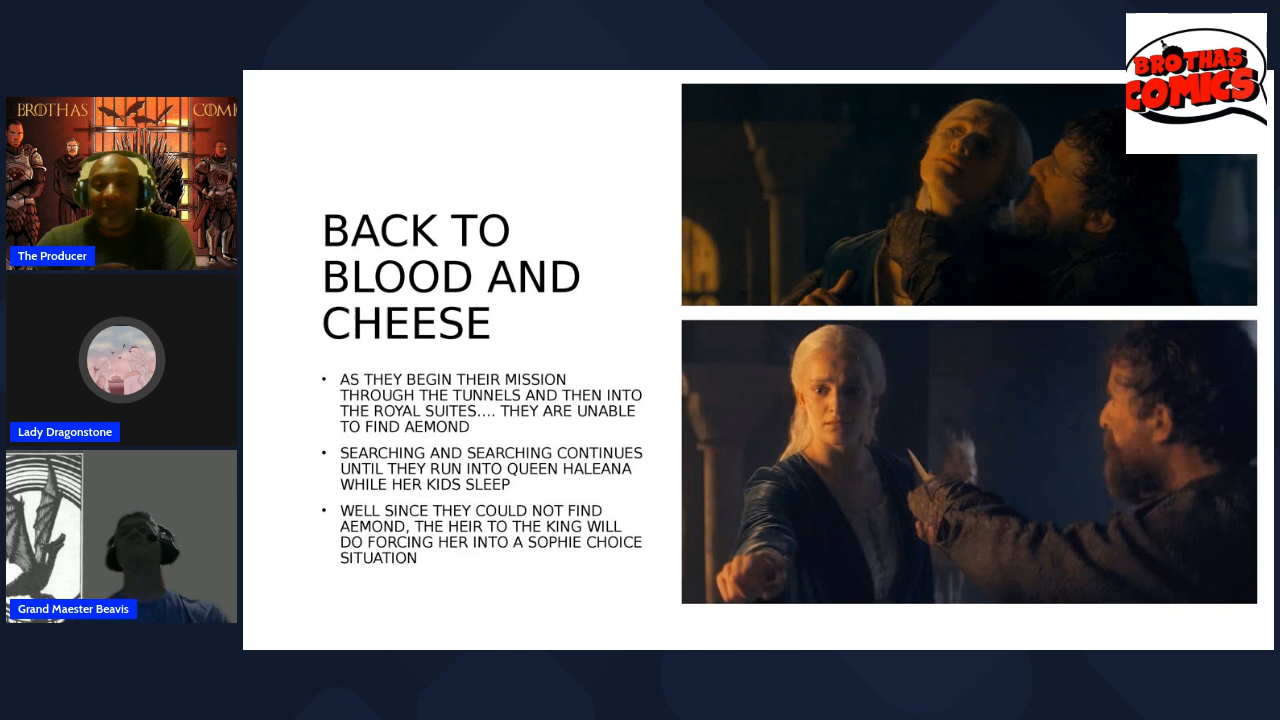 BROTHAS COMICS
BROTHAS COMI
The Producer
Lady Dragonstone
Grand Maester Beavis
BACK TO
BLOOD AND
CHEESE
• AS THEY BEGIN THEIR MISSION
THROUGH THE TUNNELS AND THEN INTO
THE ROYAL SUITES.... THEY ARE UNABLE
TO FIND AEMOND
• SEARCHING AND SEARCHING CONTINUES
UNTIL THEY RUN INTO QUEEN HALEANA
WHILE HER KIDS SLEEP
• WELL SINCE THEY COULD NOT FIND
AEMOND, THE HEIR TO THE KING WILL
DO FORCING HER INTO A SOPHIE CHOICE
SITUATION